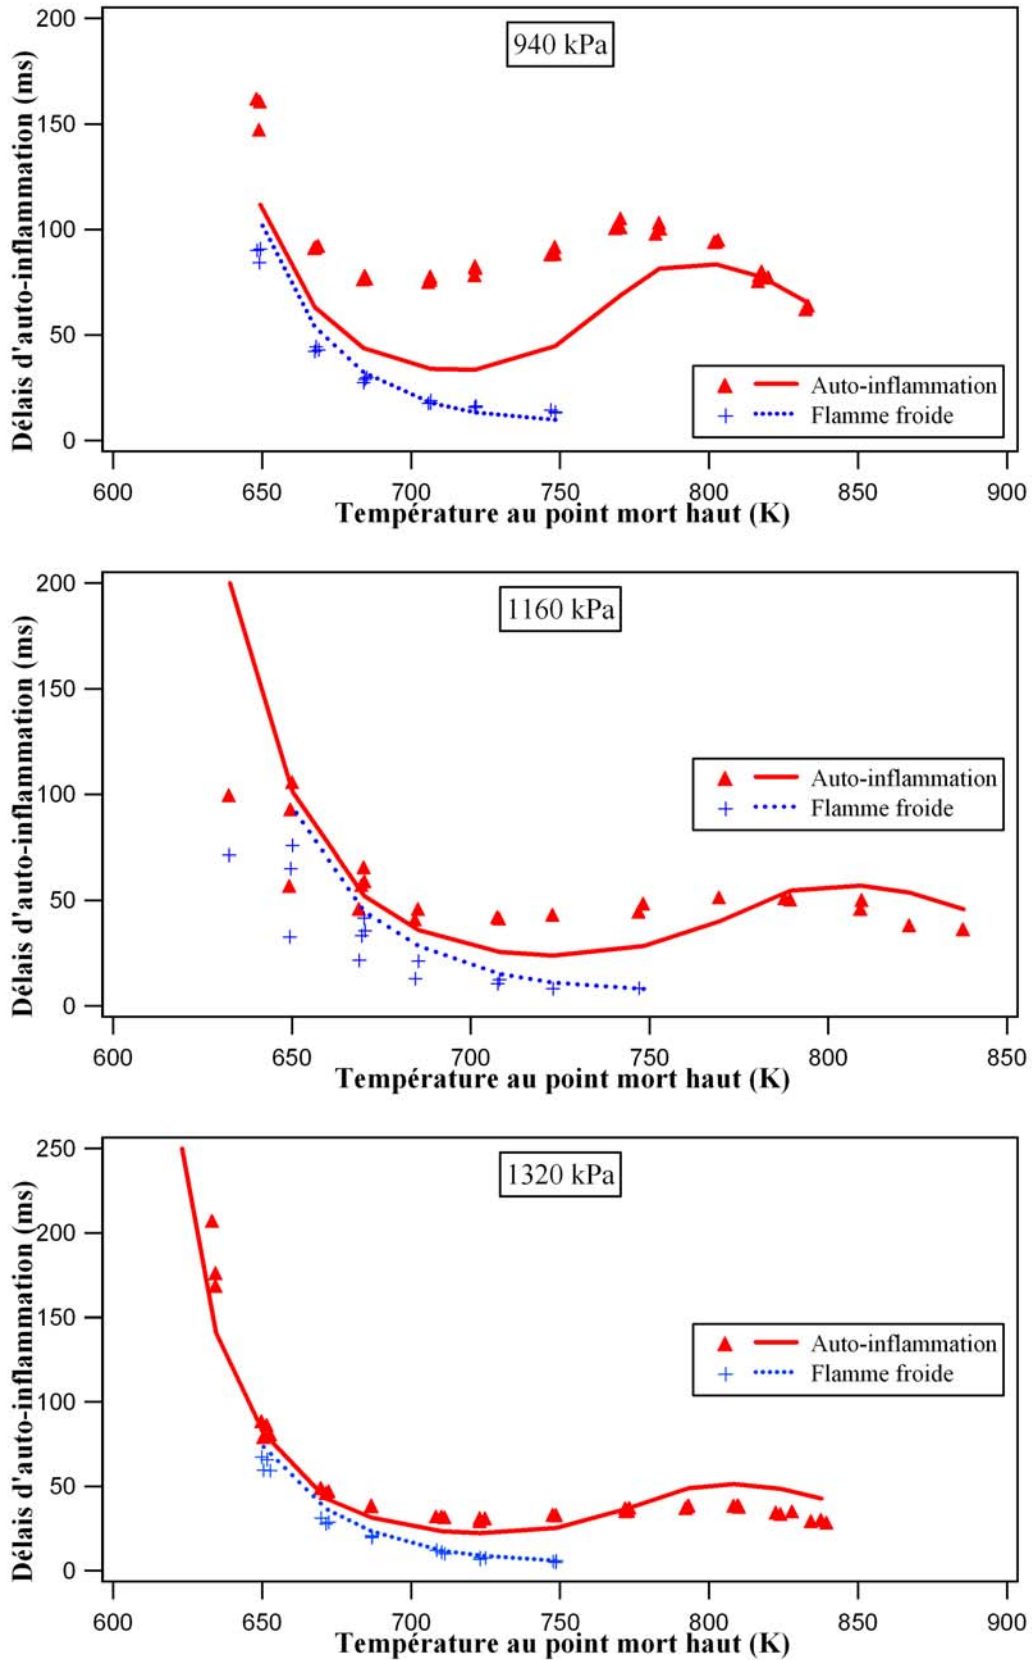 940 kPa
200
150
100
50
0
Délais d'auto-inflammation (ms)
Auto-inflammation
Flamme froide
600 650 700 750 800 850 900
Température au point mort haut (K)
1160 kPa
200
150
100
50
0
Délais d'auto-inflammation (ms)
Auto-inflammation
Flamme froide
600 650 700 750 800 850
Température au point mort haut (K)
1320 kPa
250
200
150
100
50
0
Délais d'auto-inflammation (ms)
Auto-inflammation
Flamme froide
600 650 700 750 800 850 900
Température au point mort haut (K)